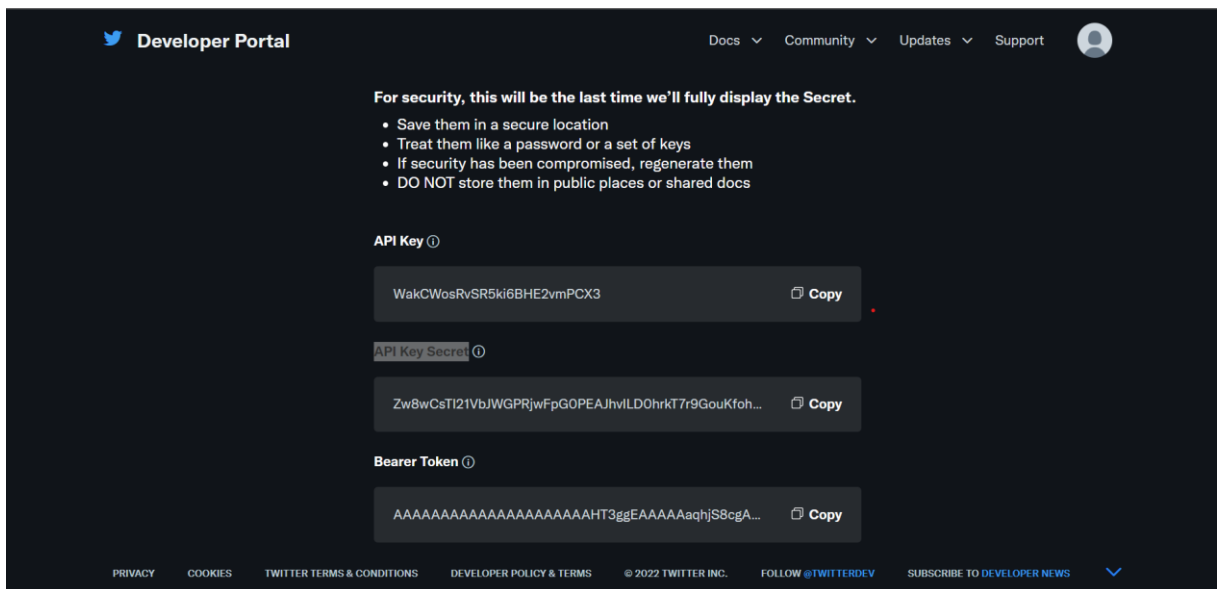 Developer Portal
Docs Community Updates Support
For security, this will be the last time we’ll fully display the Secret.
• Save them in a secure location
• Treat them like a password or a set of keys
• If security has been compromised, regenerate them
• DO NOT store them in public places or shared docs
API Key
WakCWosRvSR5ki6BHE2vmPCX3
Copy
API Key Secret
Zw8wCsTI21VbJWGPRjwFpG0PEAJhvILD0hrkT7r9GouKfoh...
Copy
Bearer Token
AAAAAAAAAAAAAAAAAAAAAHT3ggEAAAAAaqhjS8cgA...
Copy
PRIVACY COOKIES TWITTER TERMS & CONDITIONS DEVELOPER POLICY & TERMS © 2022 TWITTER INC. FOLLOW @TWITTERDEV SUBSCRIBE TO DEVELOPER NEWS